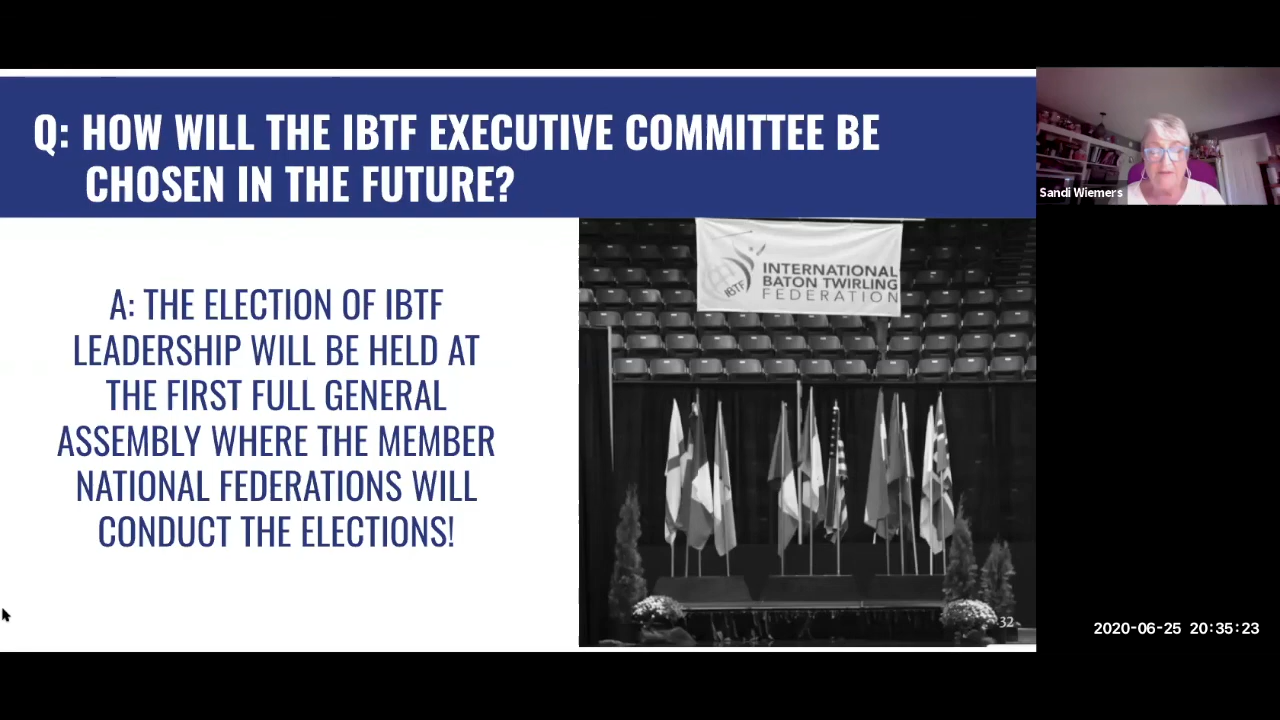 Q: HOW WILL THE IBTF EXECUTIVE COMMITTEE BE
CHOSEN IN THE FUTURE?
A: THE ELECTION OF IBTF
LEADERSHIP WILL BE HELD AT
THE FIRST FULL GENERAL
ASSEMBLY WHERE THE MEMBER
NATIONAL FEDERATIONS WILL
CONDUCT THE ELECTIONS!
IBTF
INTERNATIONAL
BATON TWIRLING
FEDERATION
32
Sandi Wiemers
2020-06-25 20:35:23